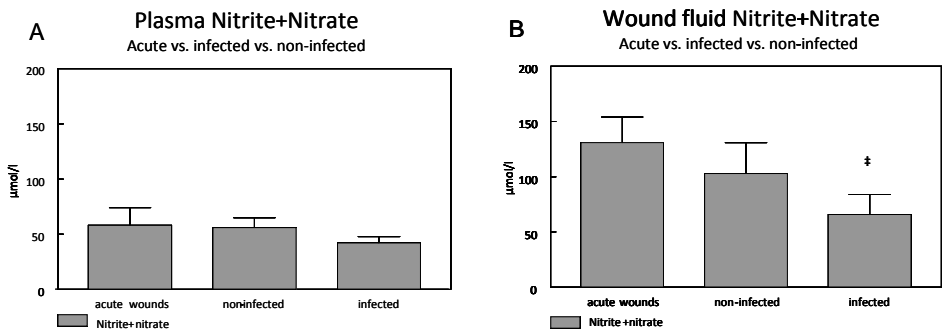 A
Plasma Nitrite+Nitrate
Acute vs. infected vs. non-infected
200
150
100
50
0
µmol/l
acute wounds
non-infected
infected
Nitrite+nitrate
B
Wound fluid Nitrite+Nitrate
Acute vs. infected vs. non-infected
200
150
100
50
0
µmol/l
‡
acute wounds
non-infected
infected
Nitrite+nitrate